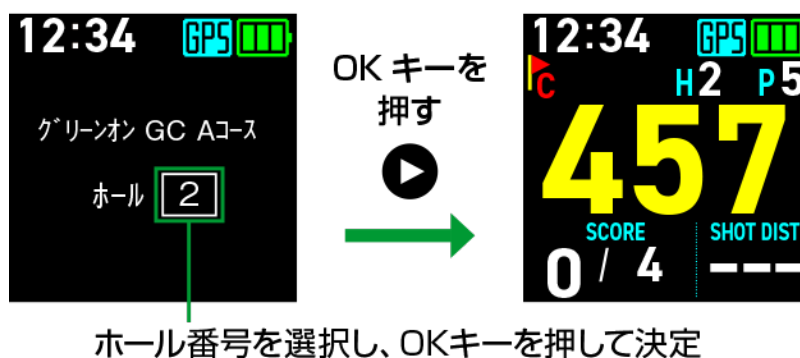 12:34 GPS
グリーンオン GC Aコース
ホール 2
OK キーを
押す
12:34 GPS
C H2 P5
457
SCORE SHOT DIST
0 / 4 ---
ホール番号を選択し、OKキーを押して決定